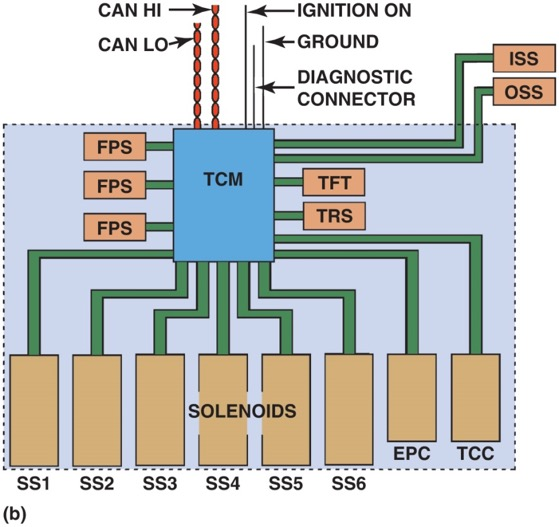 CAN HI
IGNITION ON
CAN LO
GROUND
DIAGNOSTIC
CONNECTOR
ISS
OSS
FPS
TCM
FPS
TFT
FPS
TRS
SOLENOIDS
EPC
TCC
SS1
SS2
SS3
SS4
SS5
SS6
(b)